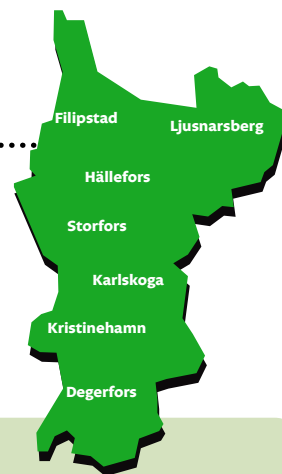 Filipstad
Ljusnarsberg
Hällefors
Storfors
Karlskoga
Kristinehamn
Degerfors